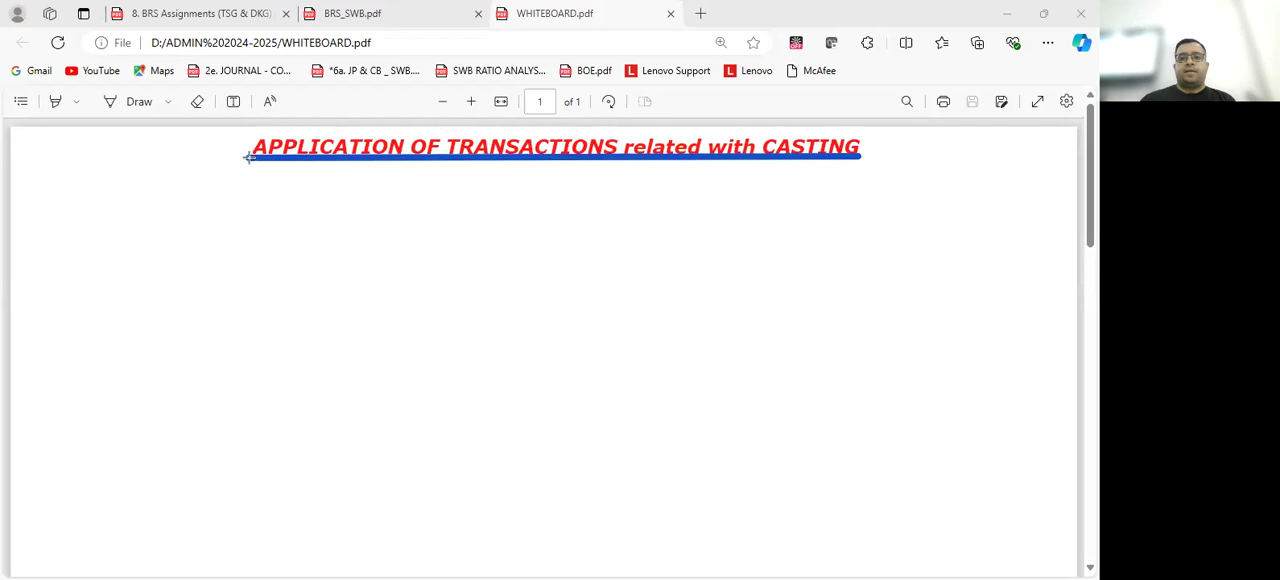 8. BRS Assignments (TSG & DKG)
BRS_SWB.pdf
WHITEBOARD.pdf
File
D:/ADMIN%202024-2025/WHITEBOARD.pdf
Gmail
YouTube
Maps
2e. JOURNAL - CO...
*6a. JP & CB _ SWB....
SWB RATIO ANALYS...
BOE.pdf
Lenovo Support
Lenovo
McAfee
Draw
1 of 1
APPLICATION OF TRANSACTIONS related with CASTING